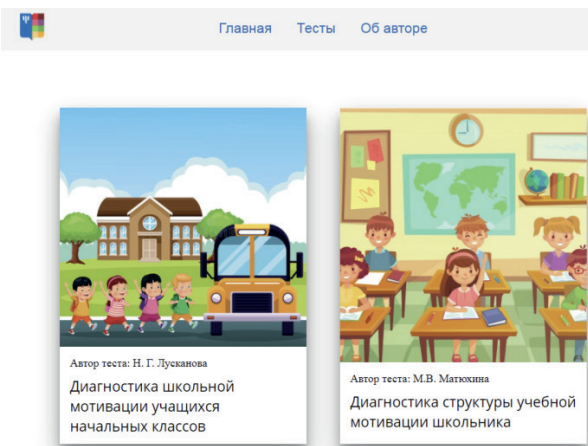 Главная Тесты Об авторе
Автор теста: Н. Г. Лусканова
Диагностика школьной
мотивации учащихся
начальных классов
Автор теста: М.В. Матюхина
Диагностика структуры учебной
мотивации школьника